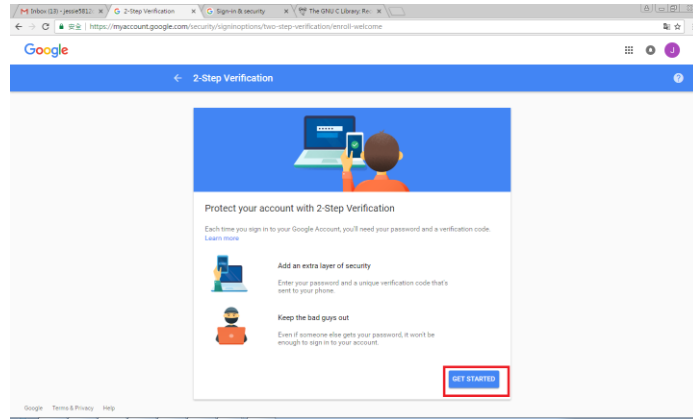 Inbox (13) - jessie5812
2-Step Verification
Sign-in & security
The GNU C Library: Re
安全 | https://myaccount.google.com/security/signinoptions/two-step-verification/enroll-welcome
Google
J
2-Step Verification
Protect your account with 2-Step Verification
Each time you sign in to your Google Account, you'll need your password and a verification code.
Learn more
Add an extra layer of security
Enter your password and a unique verification code that's
sent to your phone.
Keep the bad guys out
Even if someone else gets your password, it won't be
enough to sign in to your account.
GET STARTED
Google Terms & Privacy Help